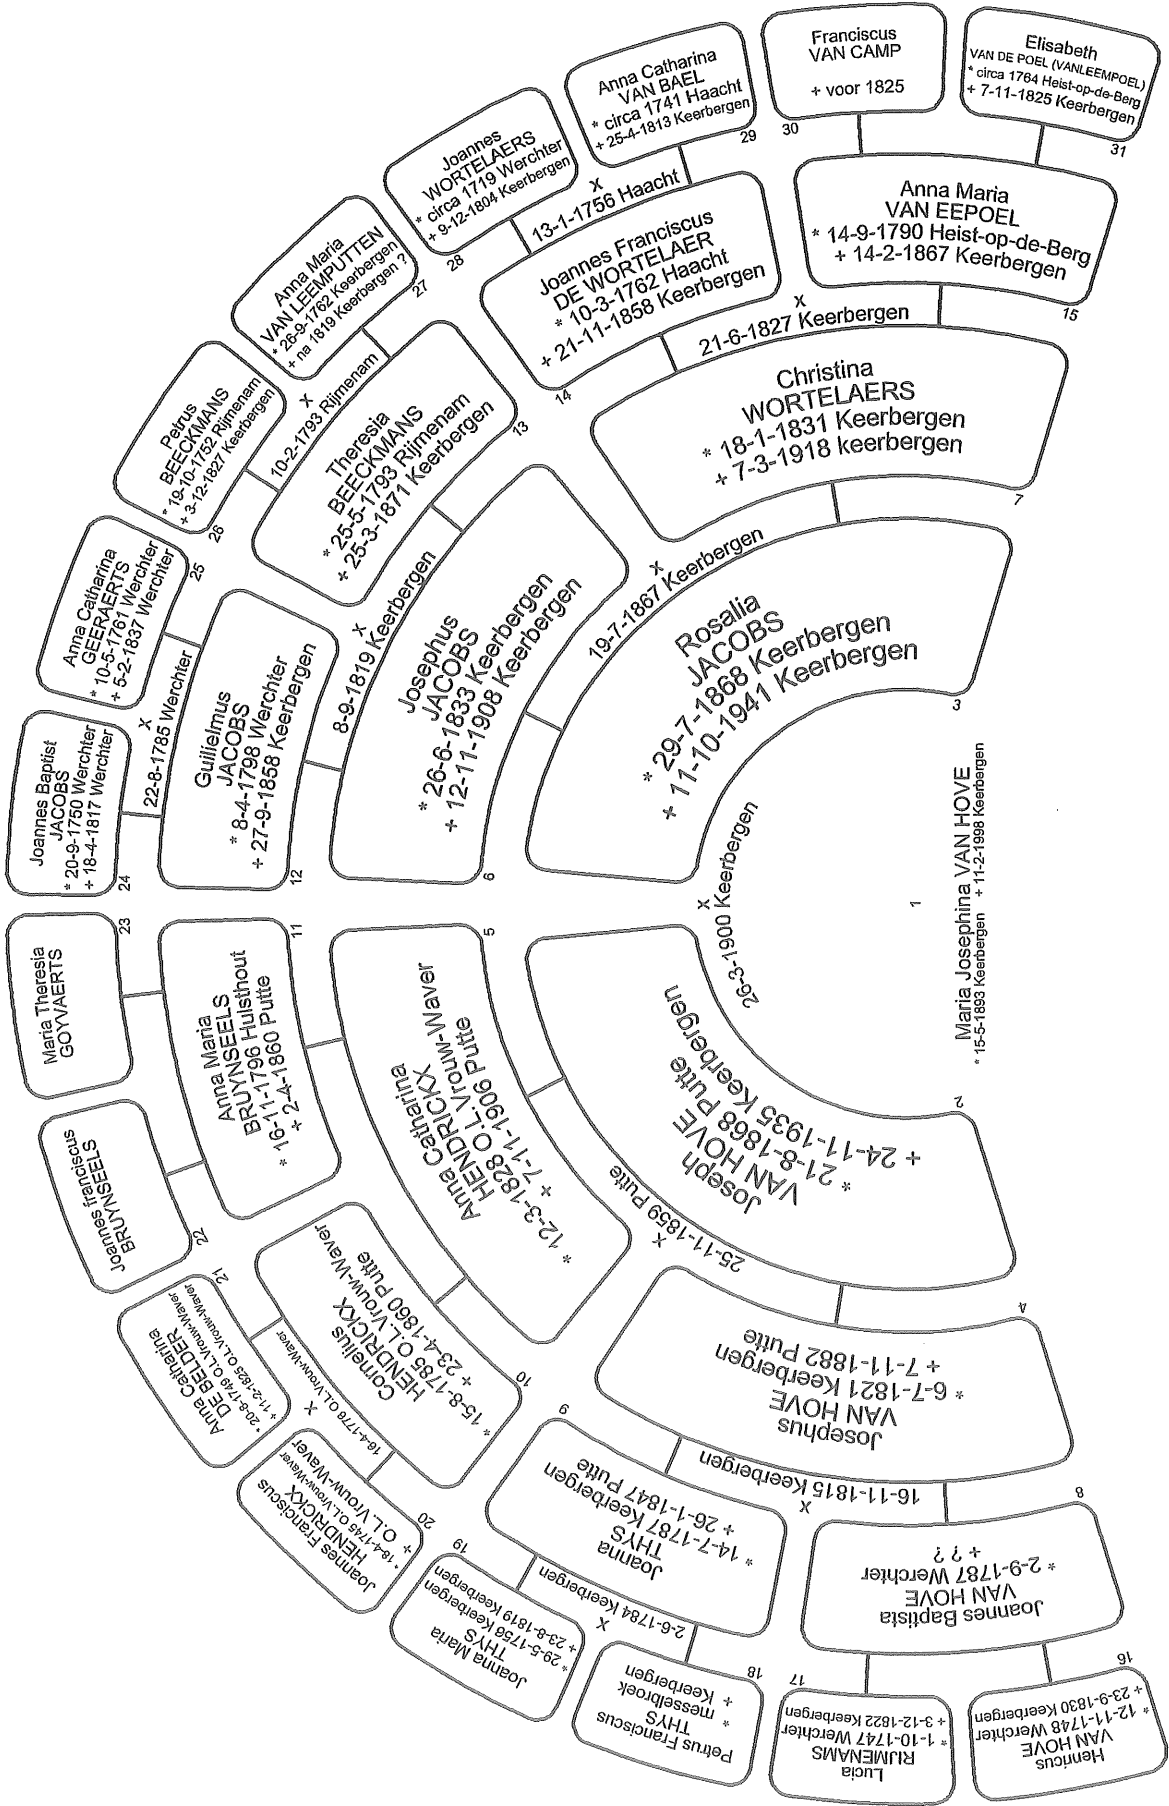 1
Maria Josephina VAN HOVE
* 15-5-1893 Keerbergen + 11-2-1998 Keerbergen
x
26-3-1900 Keerbergen
2
Joseph
VAN HOVE
* 21-8-1868 Putte
+ 24-11-1935 Keerbergen
3
Rosalia
JACOBS
* 29-7-1868 Keerbergen
+ 11-10-1941 Keerbergen
x
25-11-1859 Putte
4
Josephus
VAN HOVE
* 6-7-1821 Keerbergen
+ 7-11-1882 Putte
5
Anna Catharina
HENDRICKX
* 12-3-1828 O.L.Vrouw-Waver
+ 7-11-1906 Putte
x
19-7-1867 Keerbergen
6
Josephus
JACOBS
* 26-6-1833 Keerbergen
+ 12-11-1908 Keerbergen
7
Christina
WORTELAERS
* 18-1-1831 Keerbergen
+ 7-3-1918 keerbergen
x
16-11-1815 Keerbergen
8
Joannes Baptista
VAN HOVE
* 2-9-1787 Werchter
+ ? ?
9
Joanna
THYS
* 14-7-1787 Keerbergen
+ 26-1-1847 Putte
10
Cornelius
HENDRICKX
* 15-8-1785 O.L.Vrouw-Waver
+ 23-4-1860 Putte
11
Anna Maria
BRUYNSEELS
* 16-11-1796 Hulsthout
+ 2-4-1860 Putte
x
8-9-1819 Keerbergen
12
Guilielmus
JACOBS
* 8-4-1798 Werchter
+ 27-9-1858 Keerbergen
13
Theresia
BEECKMANS
* 25-5-1793 Rijmenam
+ 25-3-1871 Keerbergen
x
21-6-1827 Keerbergen
14
Joannes Franciscus
DE WORTELAER
* 10-3-1762 Haacht
+ 21-11-1858 Keerbergen
15
Anna Maria
VAN EEPOEL
* 14-9-1790 Heist-op-de-Berg
+ 14-2-1867 Keerbergen
16
Henricus
VAN HOVE
* 12-11-1748 Werchter
+ 23-9-1830 Keerbergen
17
Lucia
RIJMENAMS
* 1-10-1747 Werchter
+ 3-12-1822 Keerbergen
x
2-6-1784 Keerbergen
18
Petrus Franciscus
THYS
* messelbroek
+ Keerbergen
19
Joanna Maria
THYS
* 29-5-1756 Keerbergen
+ 23-8-1819 Keerbergen
x
16-4-1776 O.L.Vrouw-Waver
20
Joannes Franciscus
HENDRICKX
* 18-4-1745 O.L.Vrouw-Waver
+ O.L.Vrouw-Waver
21
Anna Catharina
DE BELDER
* 20-8-1749 O.L.Vrouw-Waver
+ 11-2-1825 O.L.Vrouw-Waver
22
Joannes franciscus
BRUYNSEELS
23
Maria Theresia
GOYVAERTS
x
22-8-1785 Werchter
24
Joannes Baptist
JACOBS
* 20-9-1750 Werchter
+ 18-4-1817 Werchter
25
Anna Catharina
GEERAERTS
* 10-5-1761 Werchter
+ 5-2-1837 Werchter
x
10-2-1793 Rijmenam
26
Petrus
BEECKMANS
* 19-10-1752 Rijmenam
+ 3-12-1827 Keerbergen
27
Anna Maria
VAN LEEMPUTTEN
* 26-9-1762 Keerbergen
+ na 1819 Keerbergen ?
x
13-1-1756 Haacht
28
Joannes
WORTELAERS
* circa 1719 Werchter
+ 9-12-1804 Keerbergen
29
Anna Catharina
VAN BAEL
* circa 1741 Haacht
+ 25-4-1813 Keerbergen
30
Franciscus
VAN CAMP
+ voor 1825
31
Elisabeth
VAN DE POEL (VANLEEMPOEL)
* circa 1764 Heist-op-de-Berg
+ 7-11-1825 Keerbergen